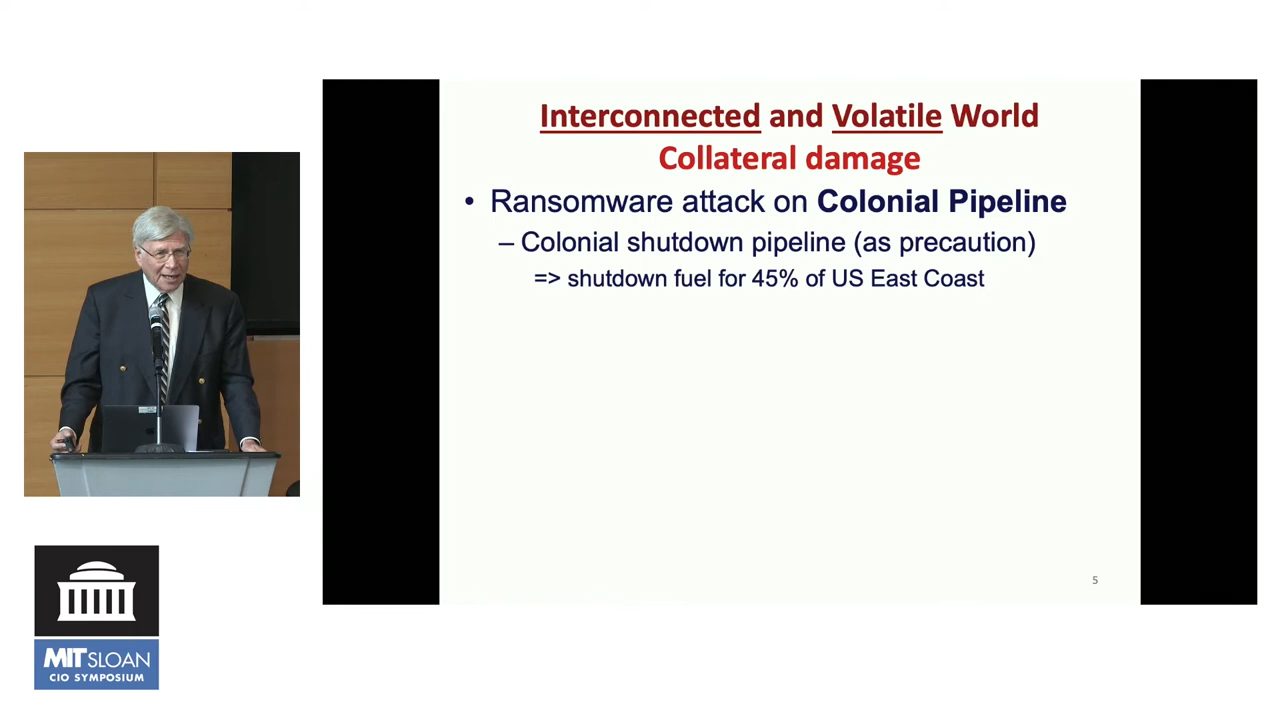 Interconnected and Volatile World
Collateral damage
• Ransomware attack on Colonial Pipeline
– Colonial shutdown pipeline (as precaution)
=> shutdown fuel for 45% of US East Coast
5
MIT SLOAN
CIO SYMPOSIUM